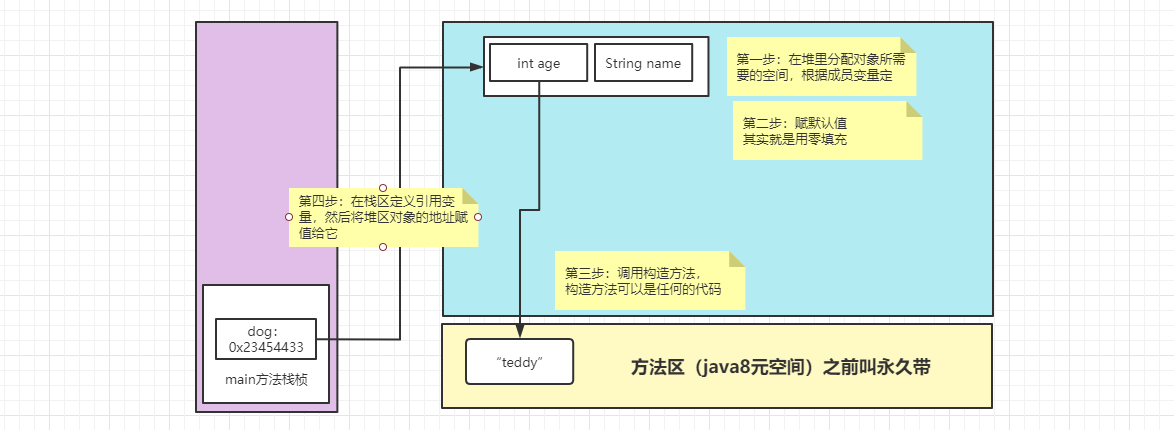 int age
String name
第一步：在堆里分配对象所需
要的空间，根据成员变量定
第二步：赋默认值
其实就是用零填充
第四步：在栈区定义引用变
量，然后将堆区对象的地址赋
值给它
第三步：调用构造方法，
构造方法可以是任何的代码
dog：
0x23454433
main方法栈桢
“teddy”
方法区（java8元空间）之前叫永久带